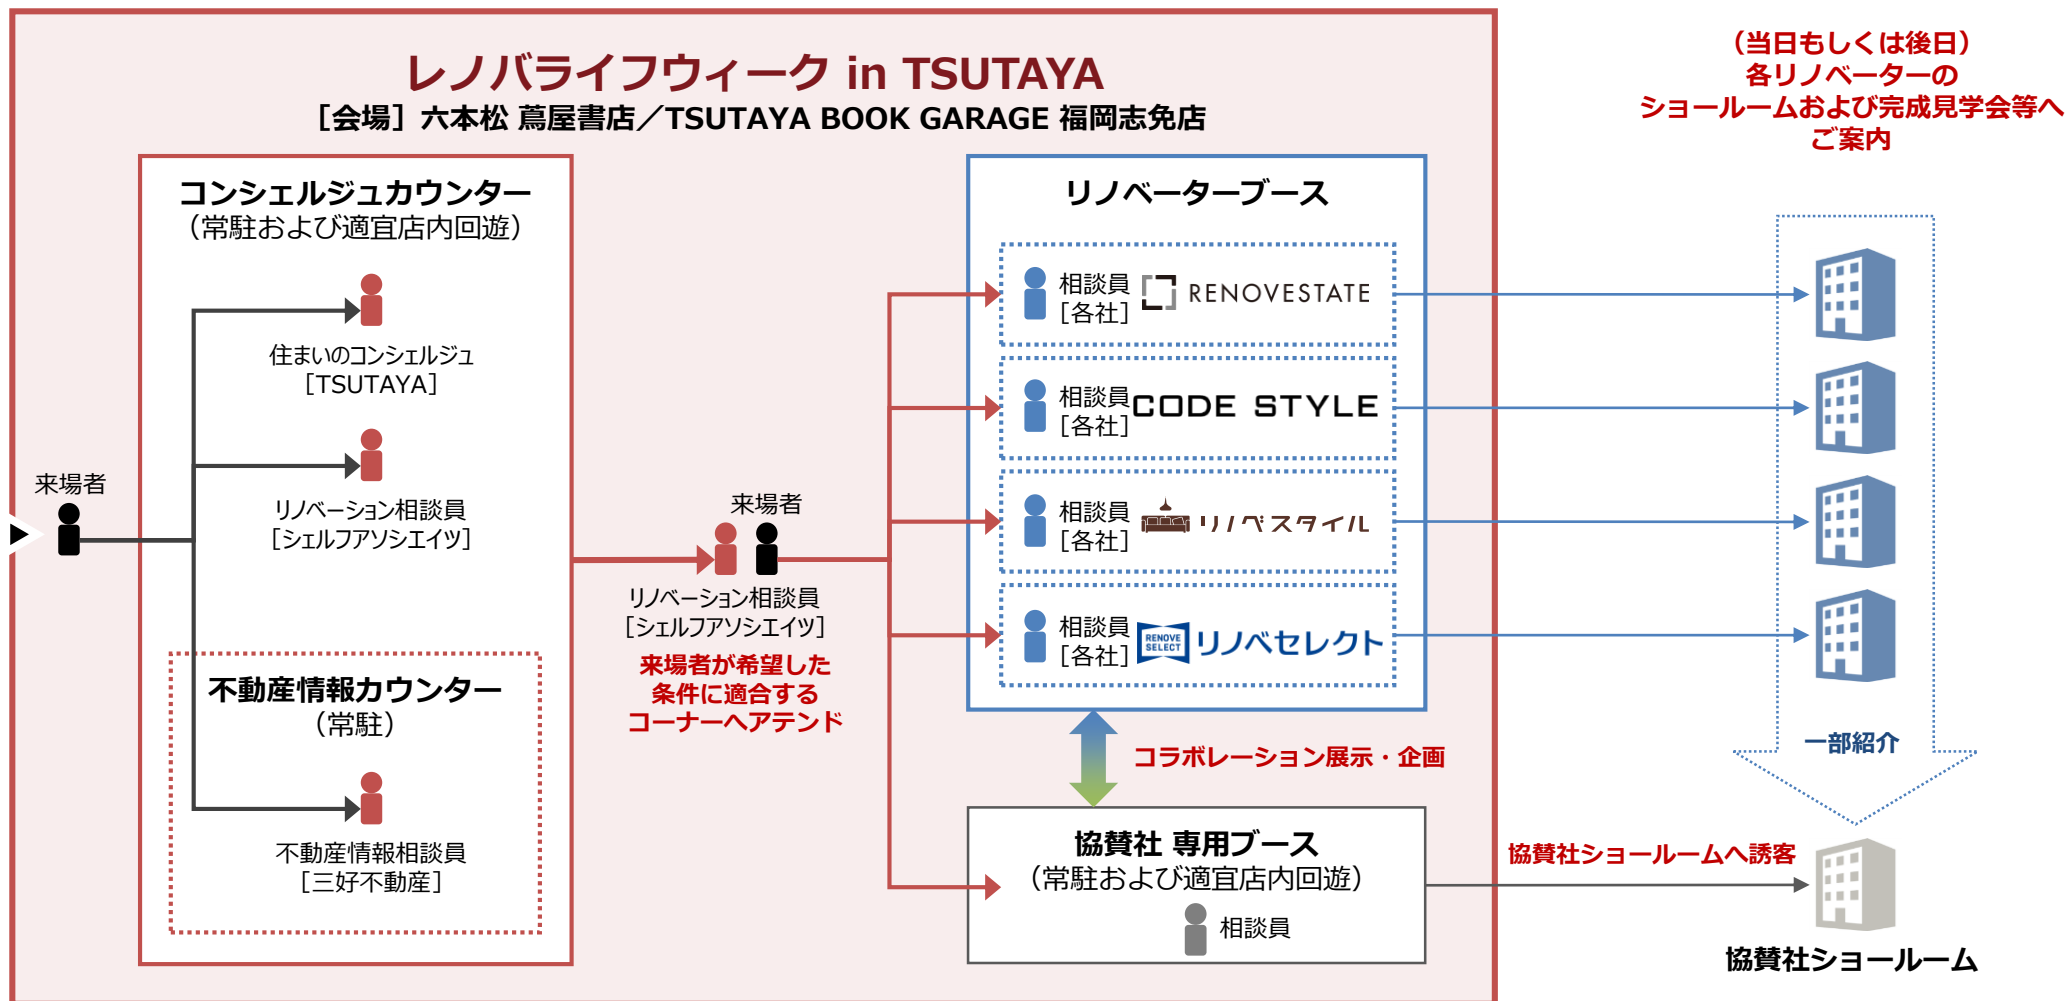 レノバライフウィーク in TSUTAYA
［会場］六本松 蔦屋書店／TSUTAYA BOOK GARAGE 福岡志免店
（当日もしくは後日）
各リノベーターの
ショールームおよび完成見学会等へ
ご案内
コンシェルジュカウンター
（常駐および適宜店内回遊）
住まいのコンシェルジュ
［TSUTAYA］
来場者
リノベーション相談員
［シェルフアソシエイツ］
不動産情報カウンター
（常駐）
不動産情報相談員
［三好不動産］
来場者
リノベーション相談員
［シェルフアソシエイツ］
来場者が希望した
条件に適合する
コーナーへアテンド
リノベーターブース
相談員
［各社］
RENOVESTATE
相談員
［各社］
CODE STYLE
相談員
［各社］
リノベスタイル
相談員
［各社］
RENOVE
SELECT
リノベセレクト
コラボレーション展示・企画
協賛社 専用ブース
（常駐および適宜店内回遊）
相談員
一部紹介
協賛社ショールームへ誘客
協賛社ショールーム